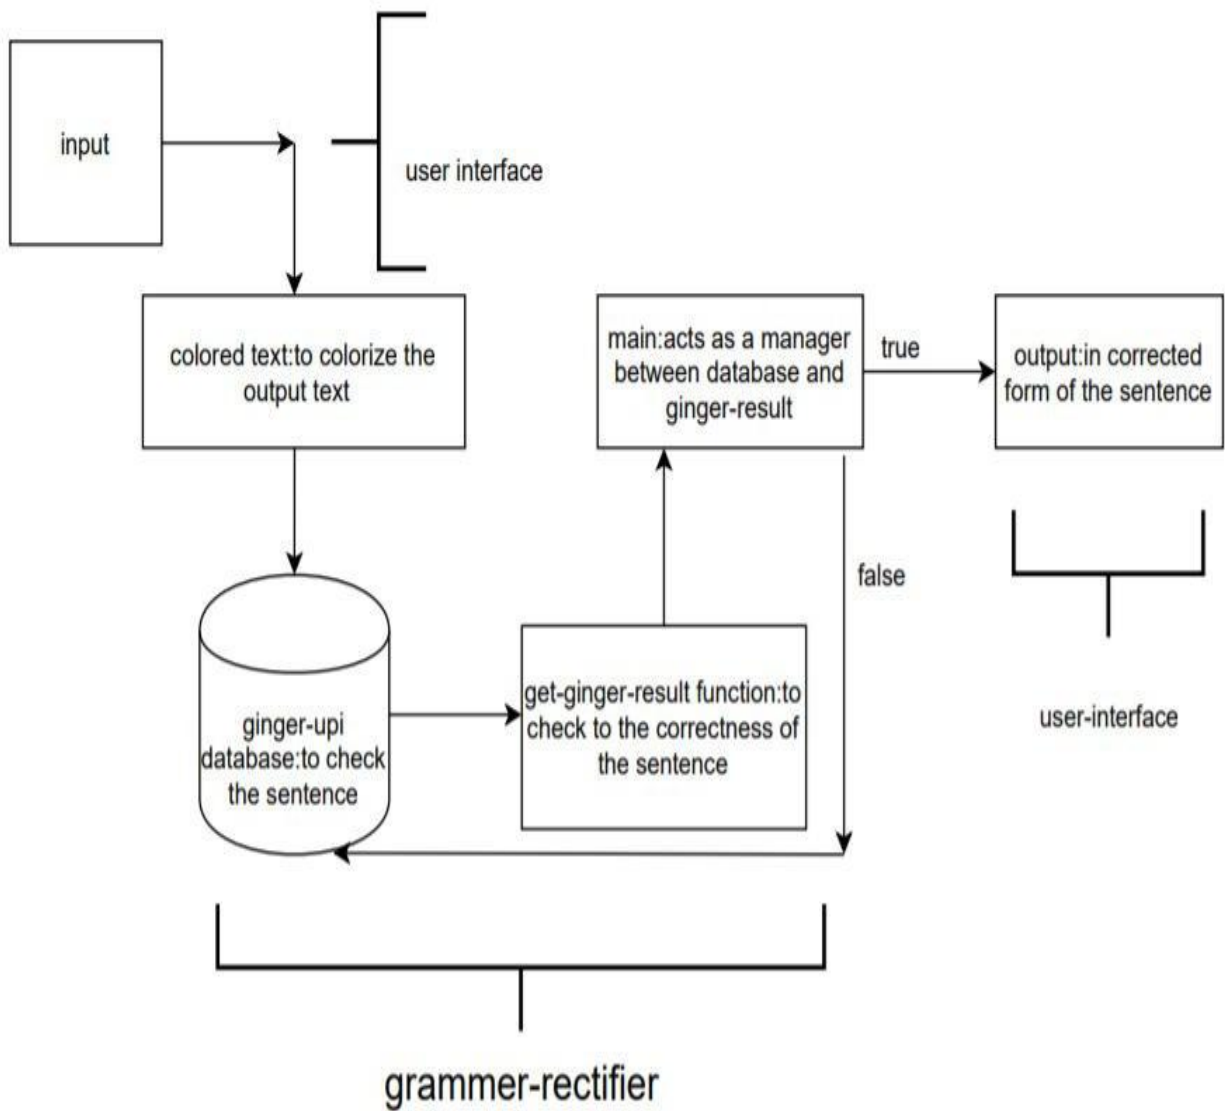 input
user interface
colored text:to colorize the
output text
main:acts as a manager
between database and
ginger-result
true
output:in corrected
form of the sentence
false
ginger-upi
database:to check
the sentence
get-ginger-result function:to
check to the correctness of
the sentence
user-interface
grammer-rectifier